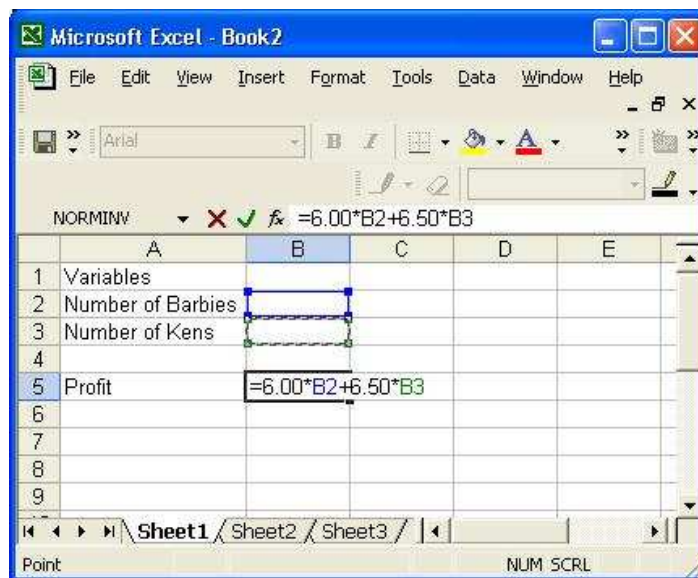 Microsoft Excel - Book2
File Edit View Insert Format Tools Data Window Help
Arial B I A
NORMINV fx =6.00*B2+6.50*B3
A B C D E
1 Variables
2 Number of Barbies
3 Number of Kens
4
5 Profit =6.00*B2+6.50*B3
6
7
8
9
Sheet1 Sheet2 Sheet3
Point NUM SCRL